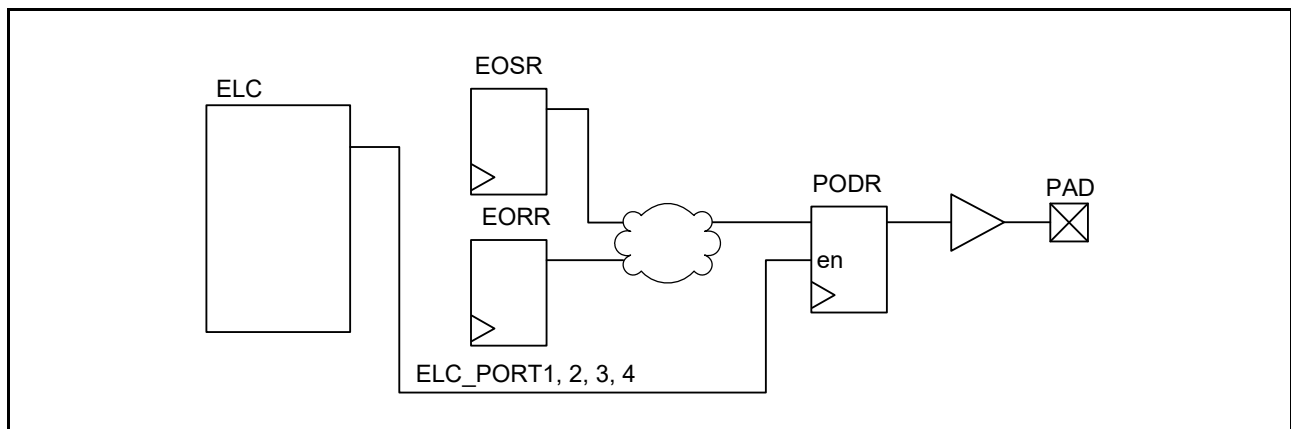 ELC
EOSR
EORR
PODR
en
PAD
ELC_PORT1, 2, 3, 4